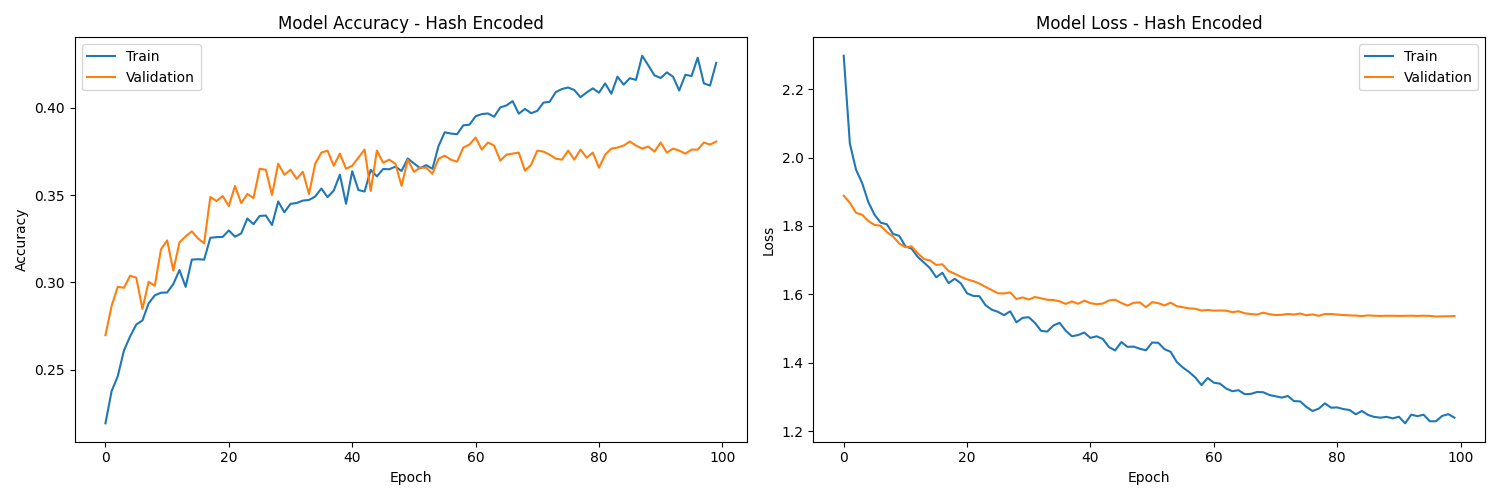 Model Accuracy - Hash Encoded
Train
Validation
0.40
0.35
0.30
0.25
Accuracy
0 20 40 60 80 100
Epoch
Model Loss - Hash Encoded
Train
Validation
2.2
2.0
1.8
1.6
1.4
1.2
Loss
0 20 40 60 80 100
Epoch